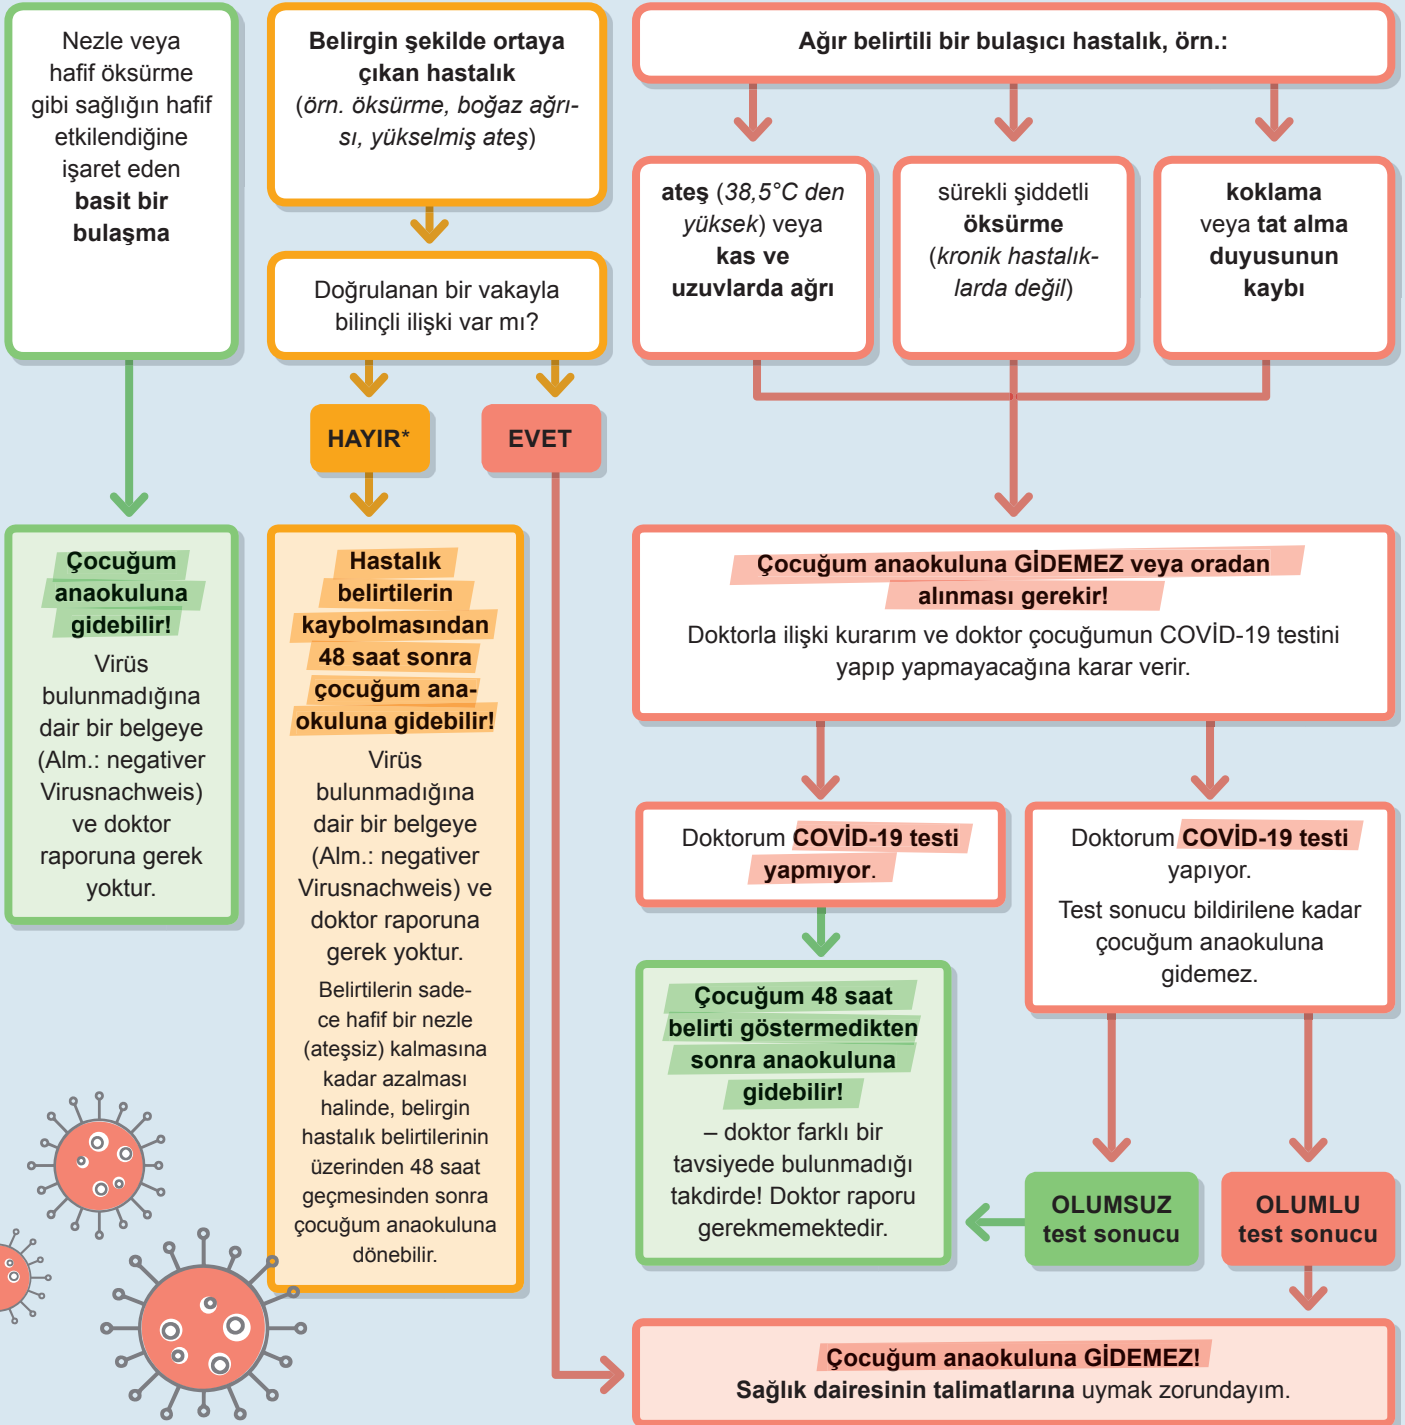 Nezle veya
hafif öksürme
gibi sağlığın hafif
etkilendiğine
işaret eden
basit bir
bulaşma
Belirgin şekilde ortaya
çıkan hastalık
(örn. öksürme, boğaz ağrı-
sı, yükselmiş ateş)
Doğrulanan bir vakayla
bilinçli ilişki var mı?
HAYIR*
EVET
Ağır belirtili bir bulaşıcı hastalık, örn.:
ateş (38,5°C den
yüksek) veya
kas ve
uzuvlarda ağrı
sürekli şiddetli
öksürme
(kronik hastalık-
larda değil)
koklama
veya tat alma
duyusunun
kaybı
Çocuğum
anaokuluna
gidebilir!
Virüs
bulunmadığına
dair bir belgeye
(Alm.: negativer
Virusnachweis)
ve doktor
raporuna gerek
yoktur.
Hastalık
belirtilerin
kaybolmasından
48 saat sonra
çocuğum ana-
okuluna gidebilir!
Virüs
bulunmadığına
dair bir belgeye
(Alm.: negativer
Virusnachweis) ve
doktor raporuna
gerek yoktur.
Belirtilerin sade-
ce hafif bir nezle
(ateşsiz) kalmasına
kadar azalması
halinde, belirgin
hastalık belirtilerinin
üzerinden 48 saat
geçmesinden sonra
çocuğum anaokuluna
dönebilir.
Çocuğum anaokuluna GİDEMEZ veya oradan
alınması gerekir!
Doktorla ilişki kurarım ve doktor çocuğumun COVİD-19 testini
yapıp yapmayacağına karar verir.
Doktorum COVİD-19 testi
yapmıyor.
Doktorum COVİD-19 testi
yapıyor.
Test sonucu bildirilene kadar
çocuğum anaokuluna
gidemez.
Çocuğum 48 saat
belirti göstermedikten
sonra anaokuluna
gidebilir!
– doktor farklı bir
tavsiyede bulunmadığı
takdirde! Doktor raporu
gerekmemektedir.
OLUMSUZ
test sonucu
OLUMLU
test sonucu
Çocuğum anaokuluna GİDEMEZ!
Sağlık dairesinin talimatlarına uymak zorundayım.